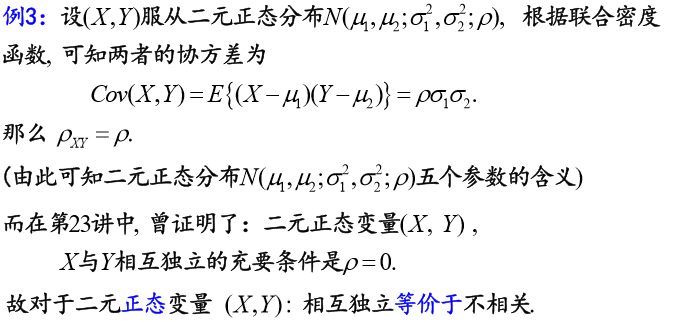 例3：设(X,Y)服从二元正态分布N(μ₁,μ₂;σ₁²,σ₂²;ρ), 根据联合密度
函数, 可知两者的协方差为
Cov(X,Y) = E{(X−μ₁)(Y−μ₂)} = ρσ₁σ₂.
那么 ρ_XY = ρ.
(由此可知二元正态分布N(μ₁,μ₂;σ₁²,σ₂²;ρ)五个参数的含义)
而在第23讲中, 曾证明了：二元正态变量(X, Y) ,
X与Y相互独立的充要条件是ρ = 0.
故对于二元正态变量 (X,Y)：相互独立等价于不相关.